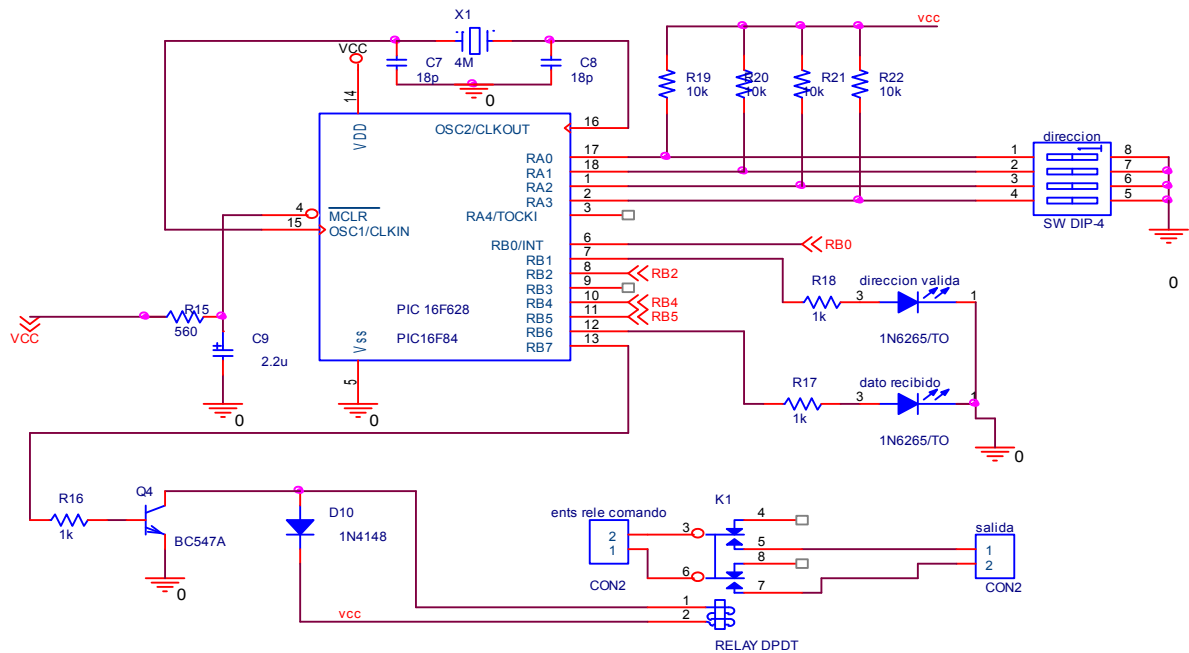 X1
VCC
C7
4M
C8
18p
18p
0
vcc
R19
R20
R21
R22
10k
10k
10k
10k
14
VDD
OSC2/CLKOUT
16
RA0
17
RA1
18
RA2
1
RA3
2
RA4/TOCKI
3
4
MCLR
15
OSC1/CLKIN
RB0/INT
6
RB0
RB1
7
RB2
8
RB2
RB3
9
RB4
10
RB4
RB5
11
RB5
RB6
12
RB7
13
PIC 16F628
PIC16F84
Vss
5
0
direccion
1
8
2
7
3
6
4
5
SW DIP-4
0
R18
1k
3
direccion valida
1
1N6265/TO
R17
1k
3
dato recibido
1
1N6265/TO
0
VCC
R15
560
C9
2.2u
0
R16
1k
Q4
BC547A
0
D10
1N4148
vcc
ents rele comando
2
1
CON2
K1
3
4
5
6
8
7
1
2
RELAY DPDT
salida
1
2
CON2